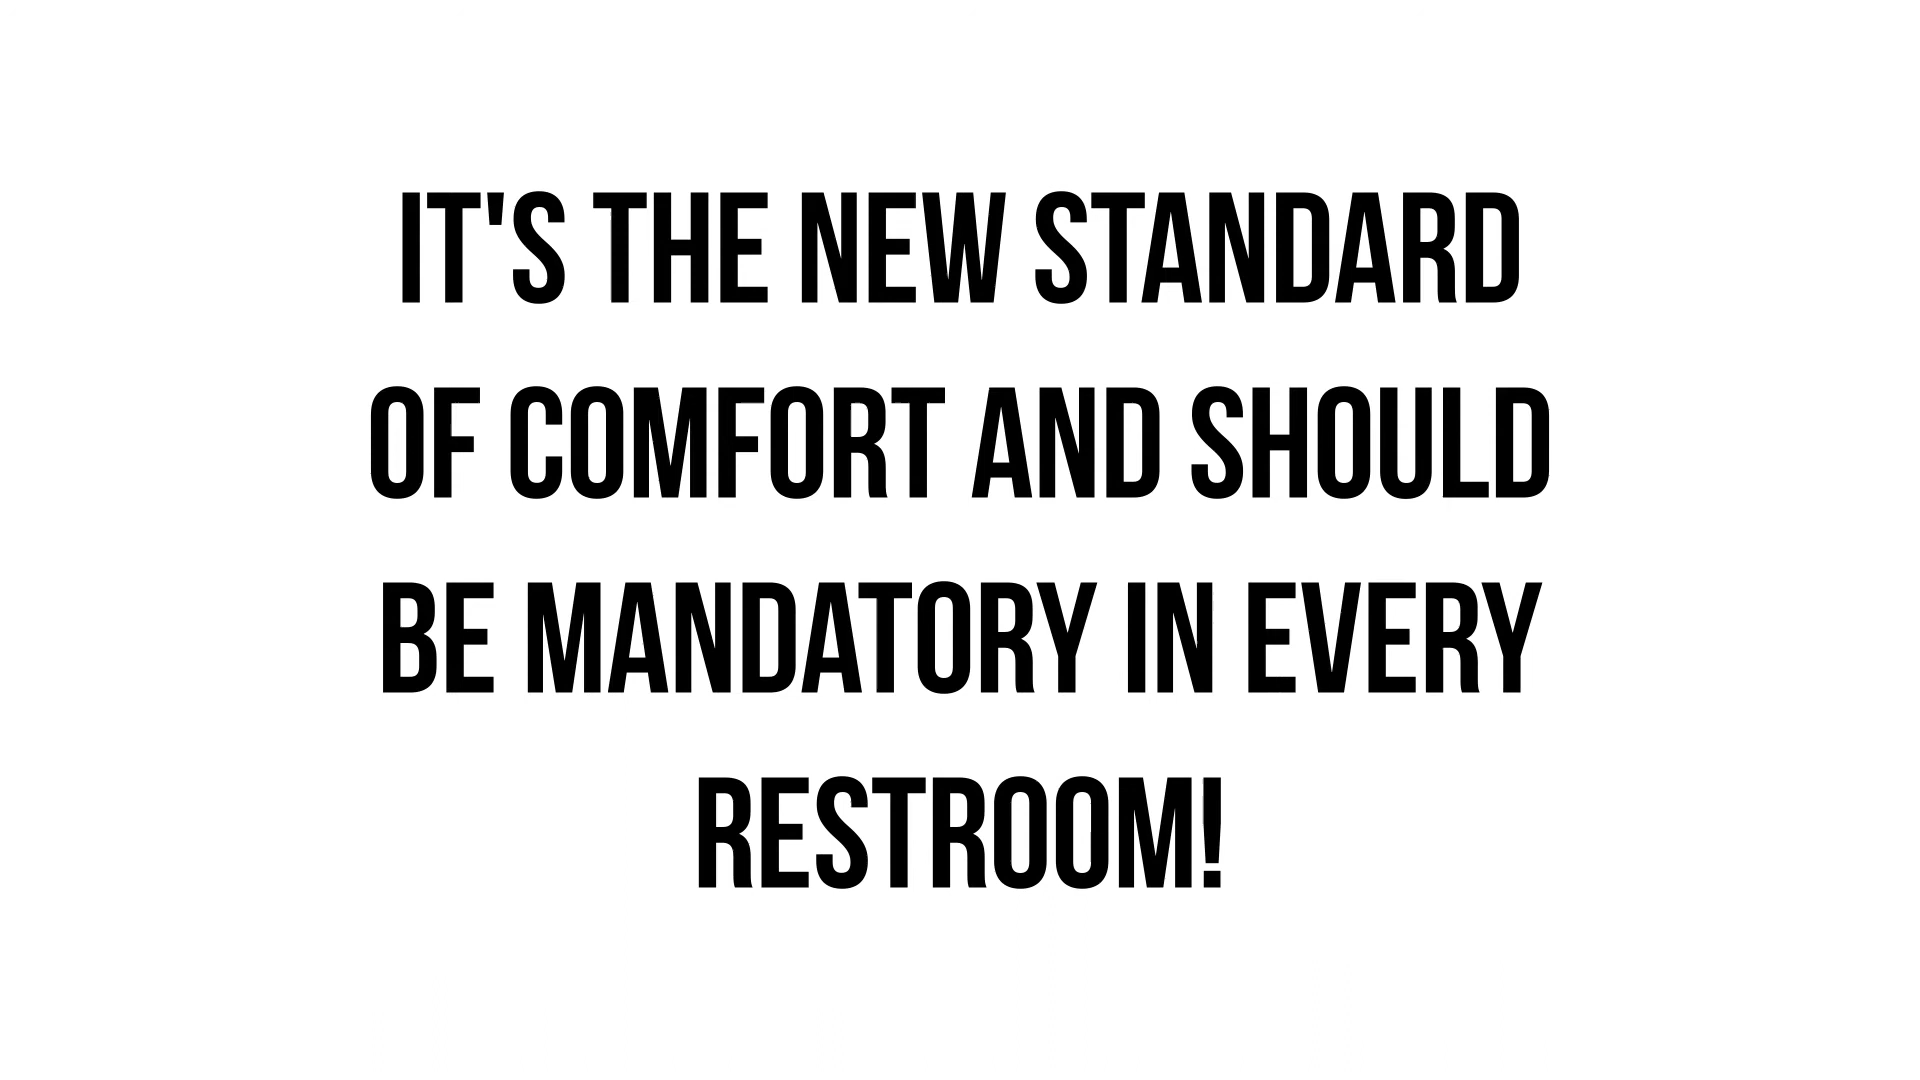 IT'S THE NEW STANDARD
OF COMFORT AND SHOULD
BE MANDATORY IN EVERY
RESTROOM!